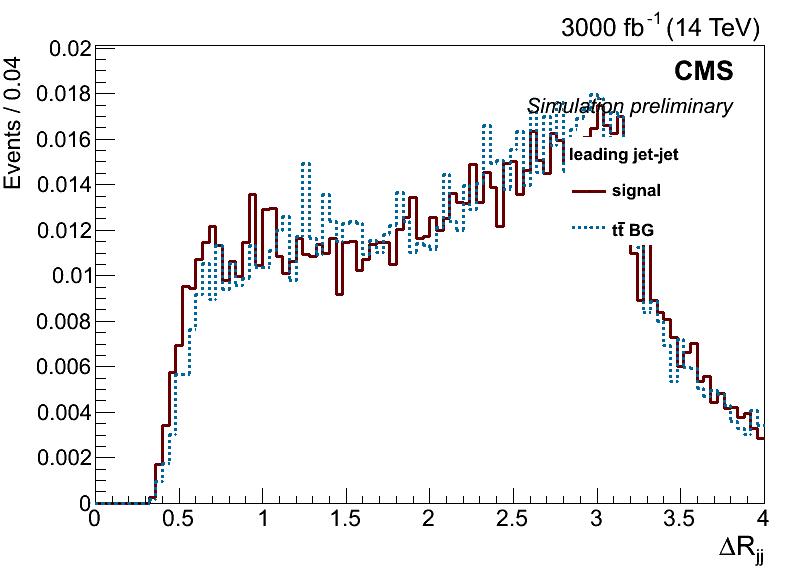 3000 fb-1 (14 TeV)
Events / 0.04
0.02
0.018
0.016
0.014
0.012
0.01
0.008
0.006
0.004
0.002
0
CMS
Simulation preliminary
leading jet-jet
signal
tt̄ BG
0 0.5 1 1.5 2 2.5 3 3.5 4
ΔRjj